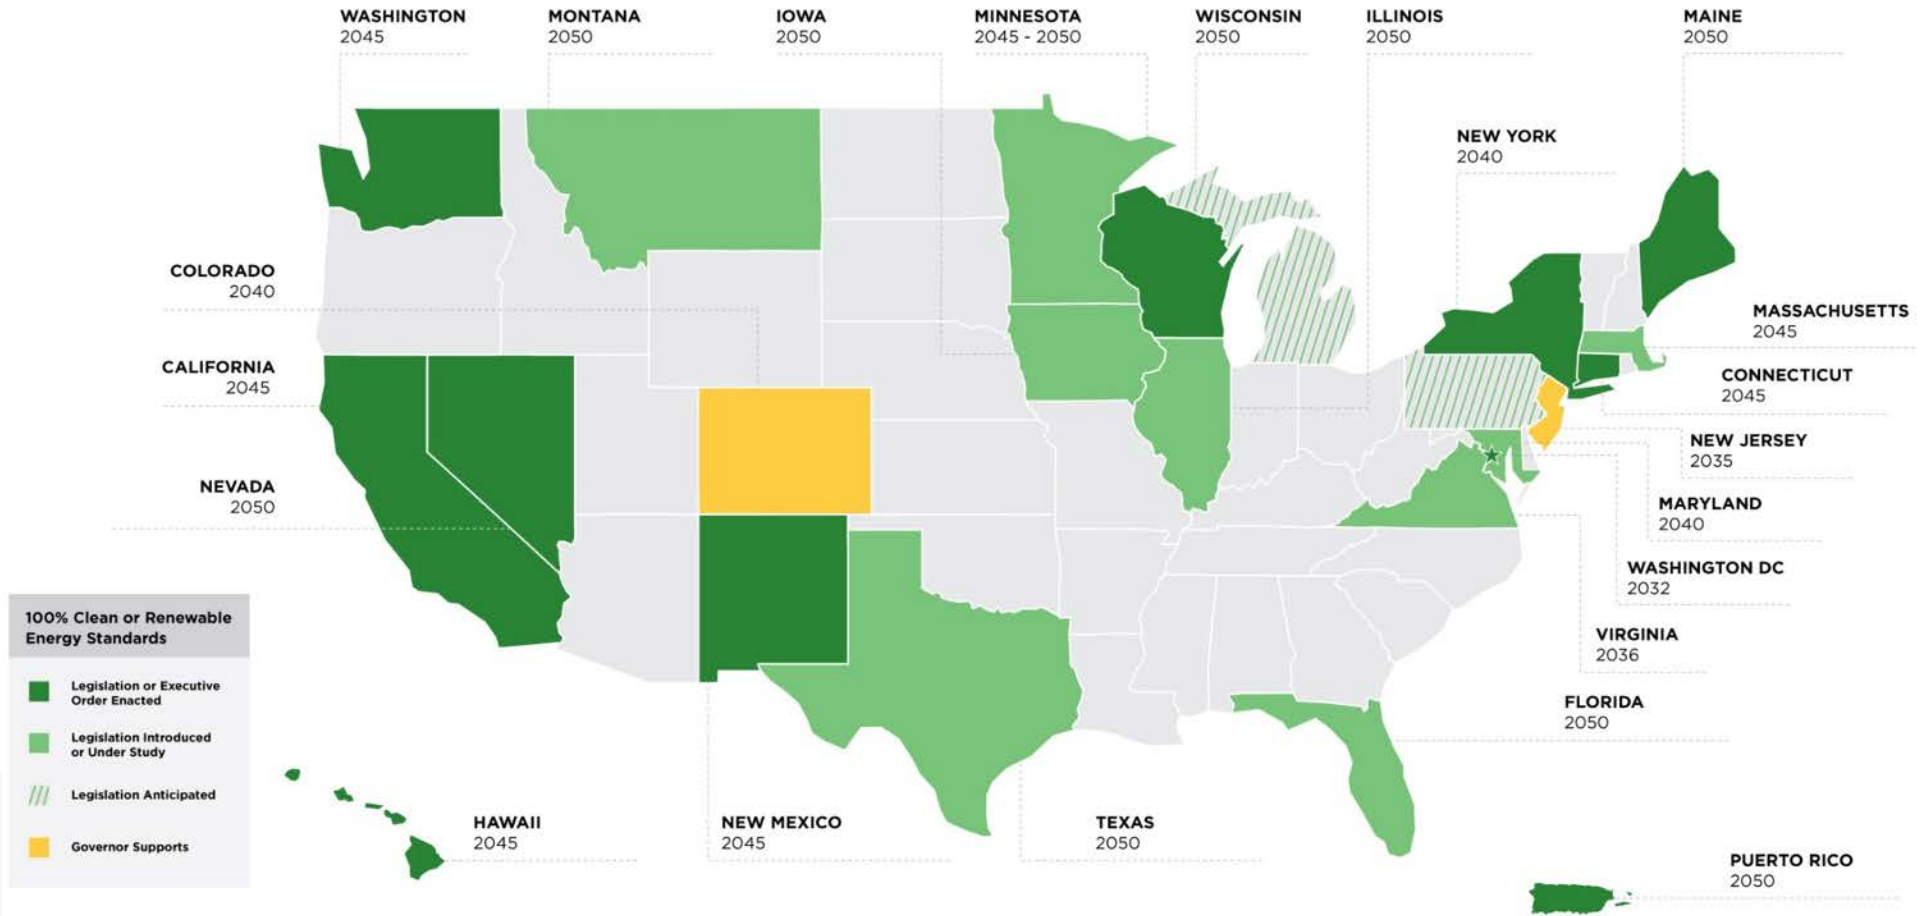 WASHINGTON
2045
MONTANA
2050
IOWA
2050
MINNESOTA
2045 - 2050
WISCONSIN
2050
ILLINOIS
2050
MAINE
2050
NEW YORK
2040
COLORADO
2040
CALIFORNIA
2045
NEVADA
2050
MASSACHUSETTS
2045
CONNECTICUT
2045
NEW JERSEY
2035
MARYLAND
2040
WASHINGTON DC
2032
VIRGINIA
2036
FLORIDA
2050
100% Clean or Renewable
Energy Standards
Legislation or Executive
Order Enacted
Legislation Introduced
or Under Study
Legislation Anticipated
Governor Supports
HAWAII
2045
NEW MEXICO
2045
TEXAS
2050
PUERTO RICO
2050